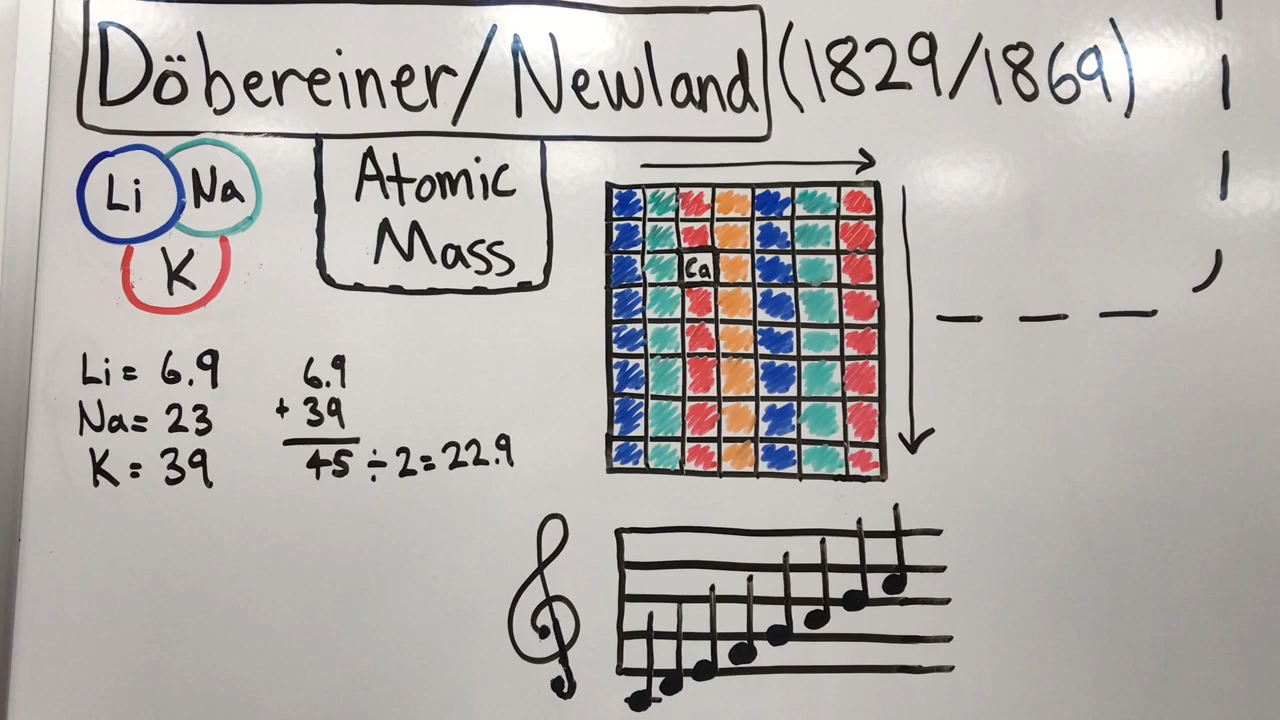 Döbereiner/Newland (1829/1869)
Li Na
K
Atomic
Mass
Ca
Li = 6.9
Na= 23
K = 39
6.9
+ 39
45 ÷ 2 = 22.9